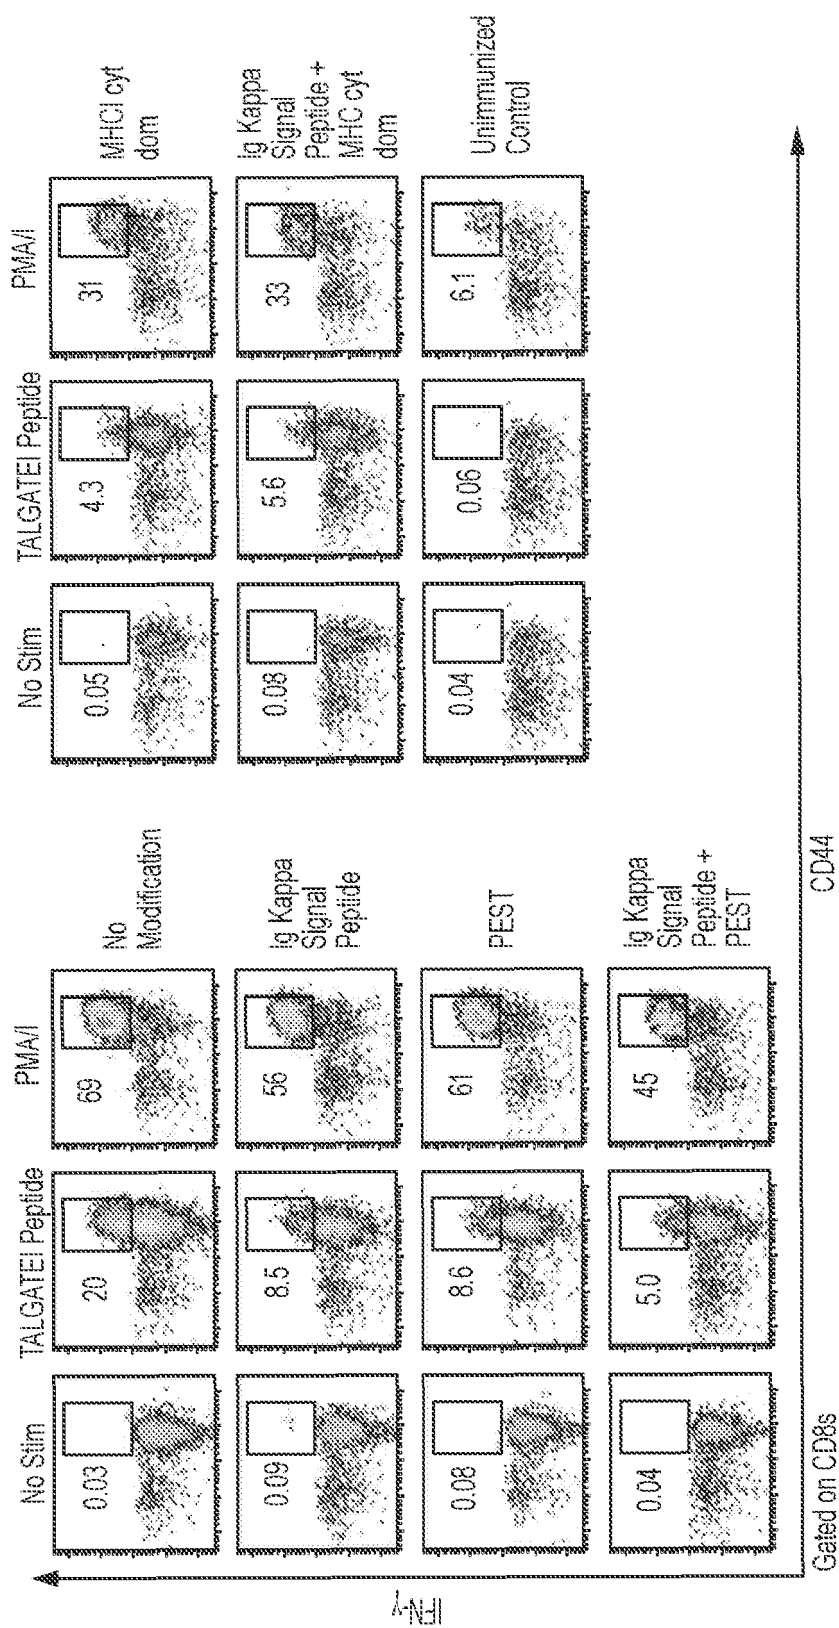 No Stim
TALGATEI Peptide
PMA/I
0.03
20
69
No
Modification
0.09
8.5
56
Ig Kappa
Signal
Peptide
0.08
8.6
61
PEST
0.04
5.0
45
Ig Kappa
Signal
Peptide +
PEST
No Stim
TALGATEI Peptide
PMA/I
0.05
4.3
31
MHCI cyt
dom
0.08
5.6
33
Ig Kappa
Signal
Peptide +
MHC cyt
dom
0.04
0.06
6.1
Unimmunized
Control
IFN-γ
Gated on CD8s
CD44